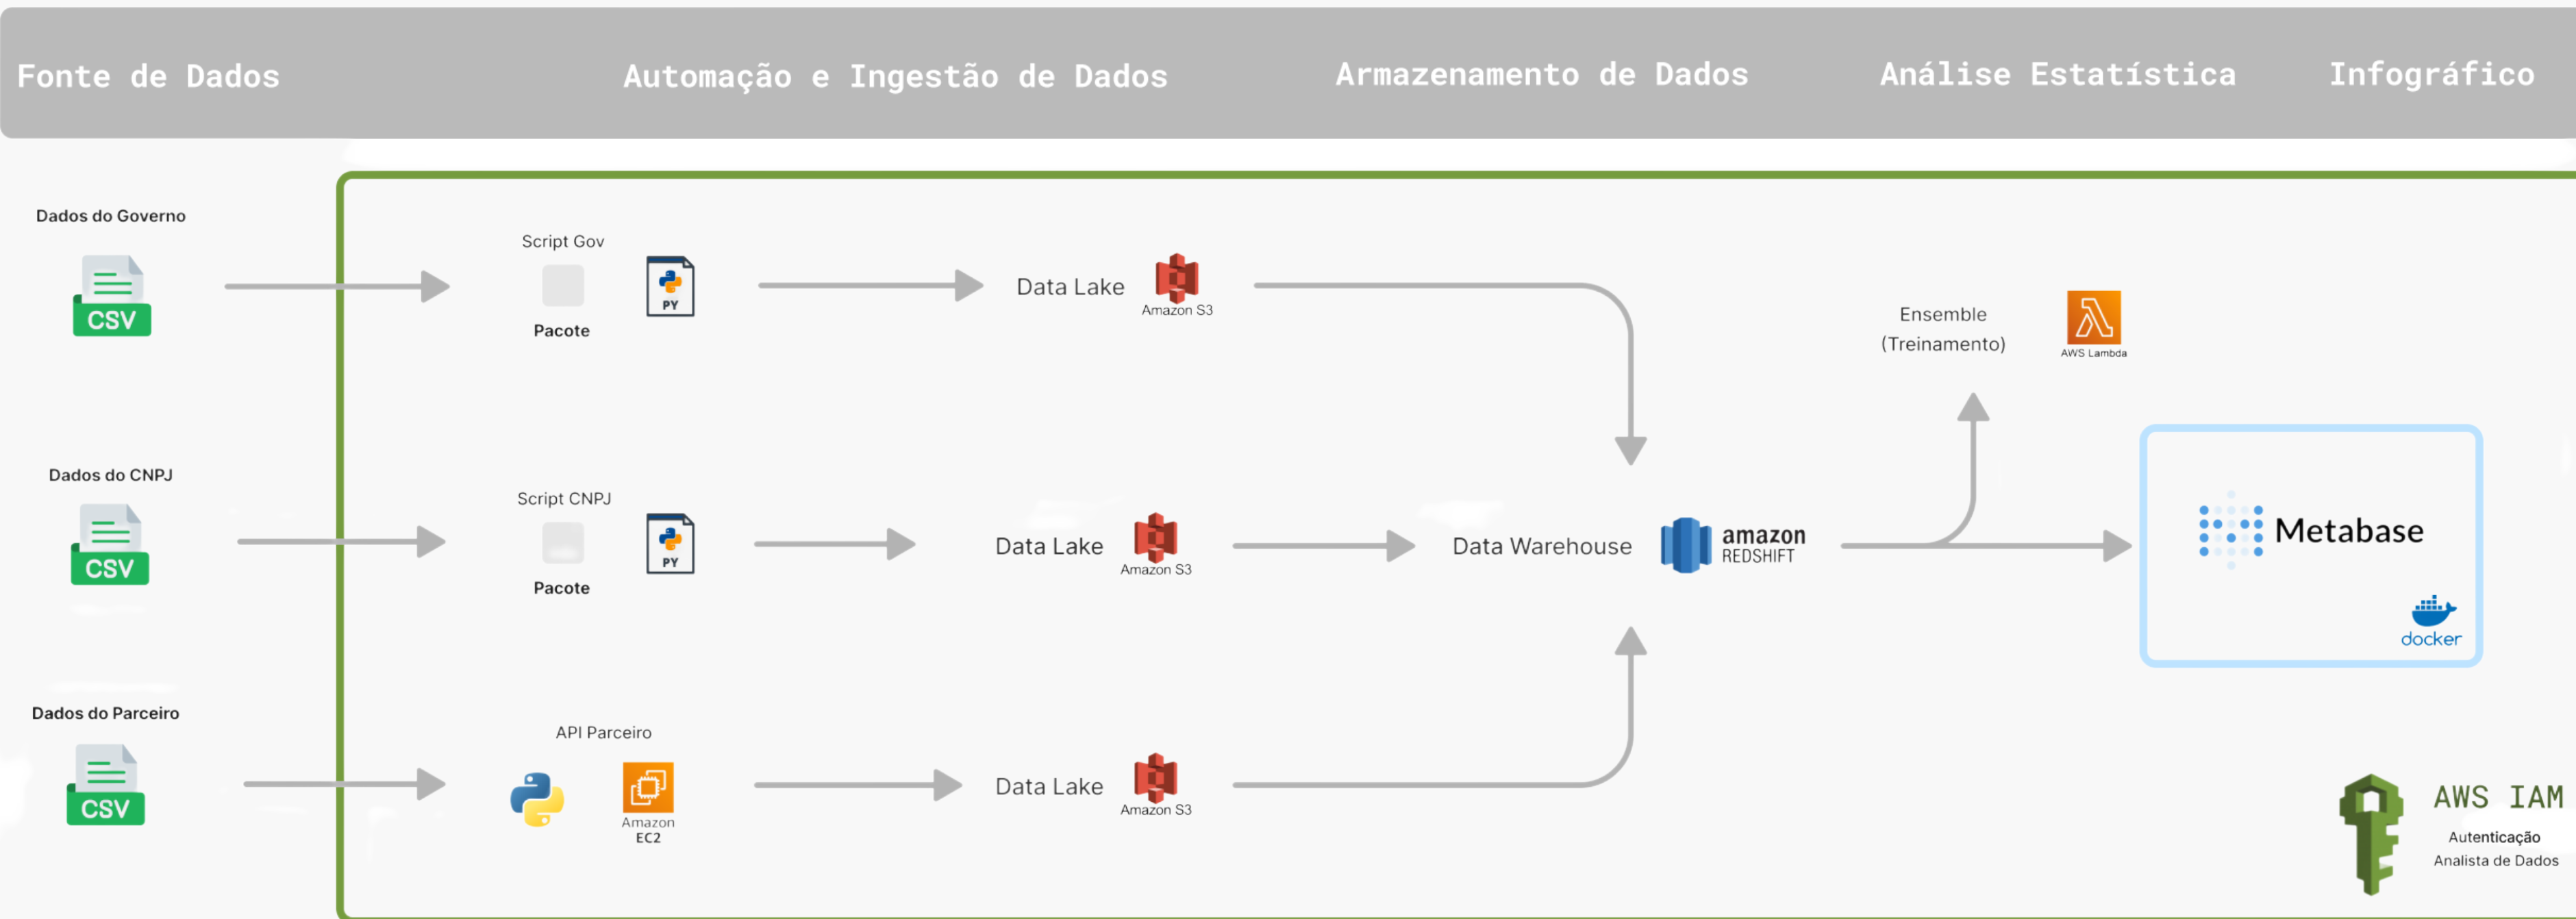 Fonte de Dados
Automação e Ingestão de Dados
Armazenamento de Dados
Análise Estatística
Infográfico
Dados do Governo
CSV
Script Gov
Pacote
PY
Data Lake
Amazon S3
Ensemble
(Treinamento)
AWS Lambda
Dados do CNPJ
CSV
Script CNPJ
Pacote
PY
Data Lake
Amazon S3
Data Warehouse
amazon
REDSHIFT
Metabase
docker
Dados do Parceiro
CSV
API Parceiro
Amazon
EC2
Data Lake
Amazon S3
AWS IAM
Autenticação
Analista de Dados